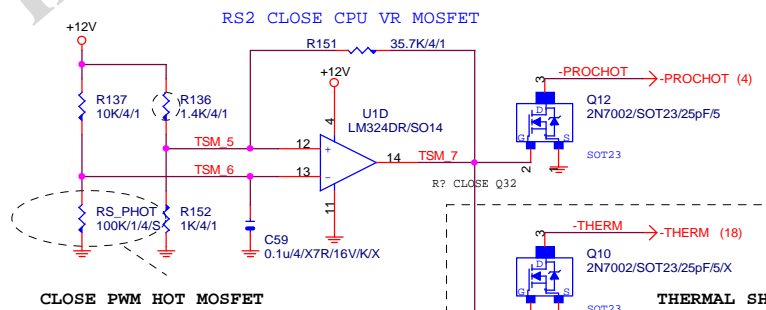 RS2 CLOSE CPU VR MOSFET
+12V
R151
35.7K/4/1
+12V
R137
10K/4/1
R136
1.4K/4/1
U1D
LM324DR/SO14
4
TSM_5
12
+
TSM_6
13
-
14
TSM_7
11
-PROCHOT
-PROCHOT (4)
3
Q12
2N7002/SOT23/25pF/5
D
G
S
SOT23
2
1
R? CLOSE Q32
RS_PHOT
100K/1/4/S
R152
1K/4/1
C59
0.1u/4/X7R/16V/K/X
-THERM
-THERM (18)
3
Q10
2N7002/SOT23/25pF/5/X
D
G
S
SOT23
CLOSE PWM HOT MOSFET
THERMAL SH